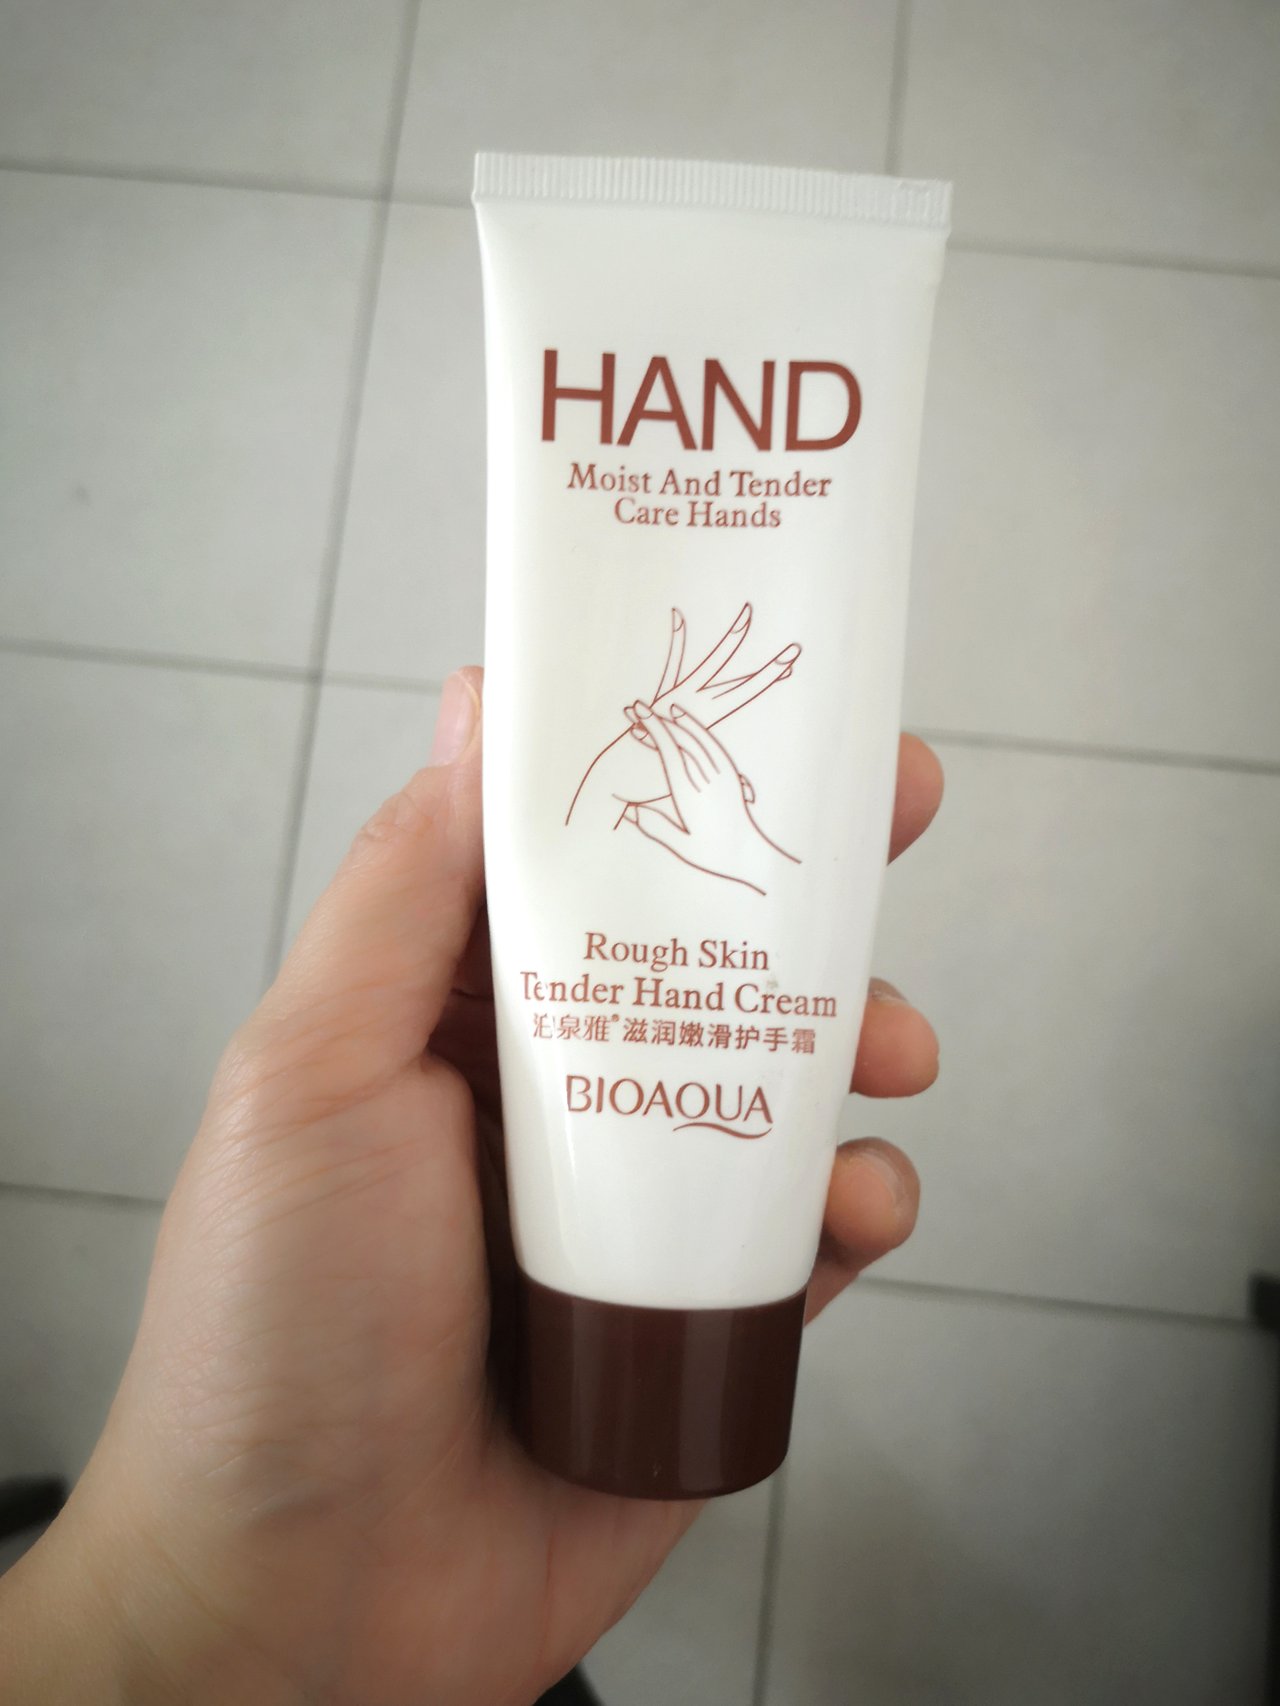 HAND
Moist And Tender
Care Hands
Rough Skin
Tender Hand Cream
泊泉雅®滋润嫩滑护手霜
BIOAQUA